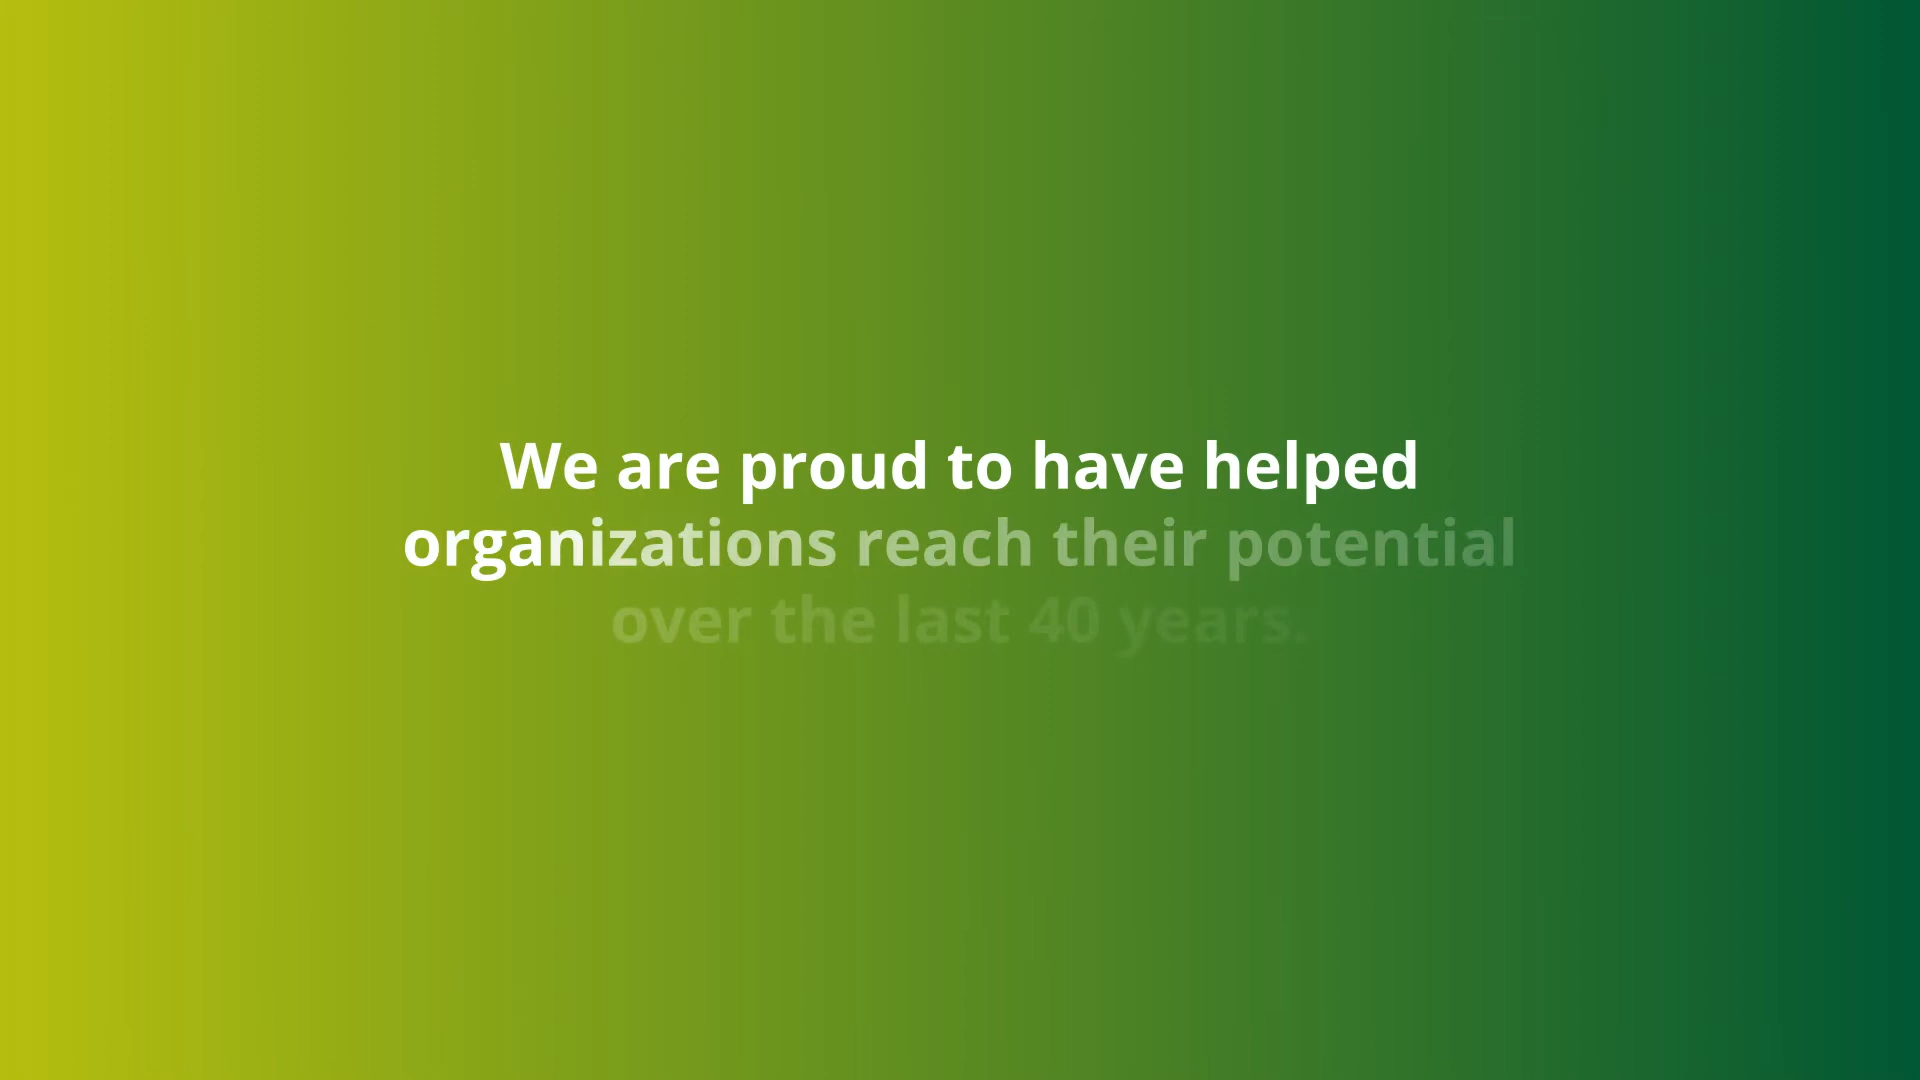 We are proud to have helped
organizations reach their potential
over the last 40 years.